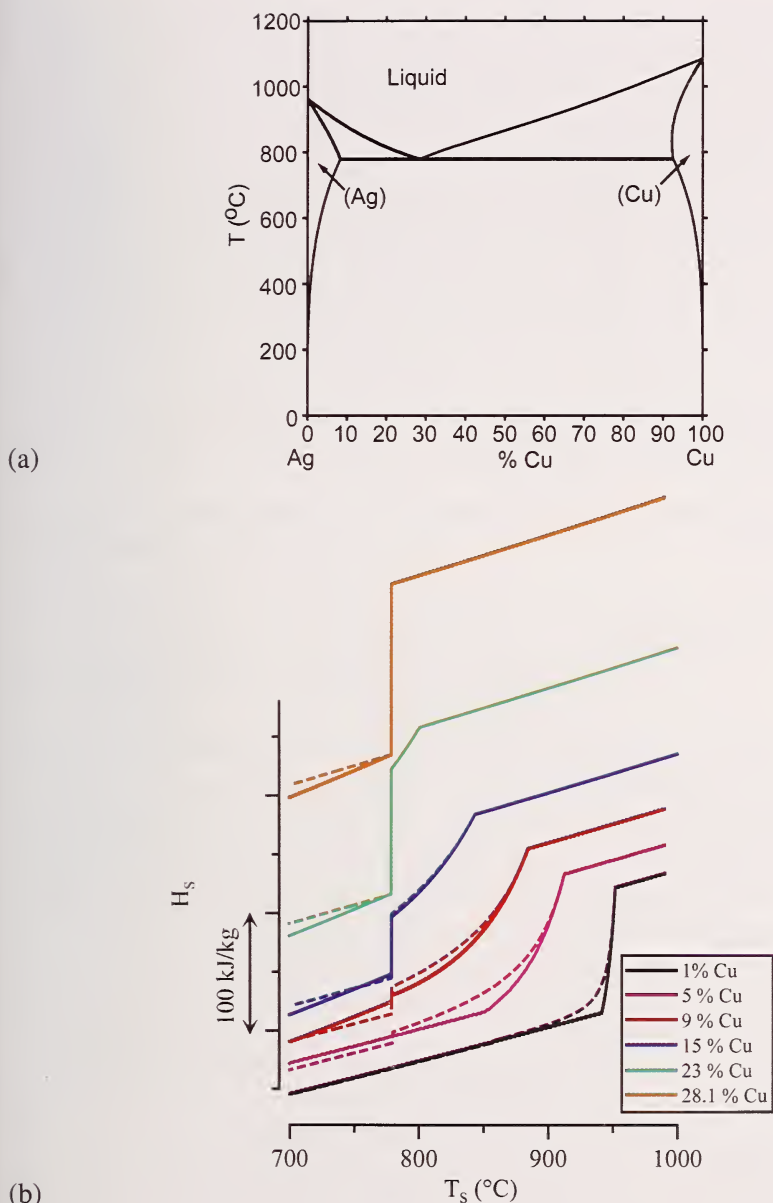 1200
1000
800
600
400
200
0
T (°C)
Liquid
(Ag)
(Cu)
0 10 20 30 40 50 60 70 80 90 100
Ag % Cu Cu
(a)
H_s
100 kJ/kg
1% Cu
5 % Cu
9 % Cu
15 % Cu
23 % Cu
28.1 % Cu
700 800 900 1000
T_s (°C)
(b)